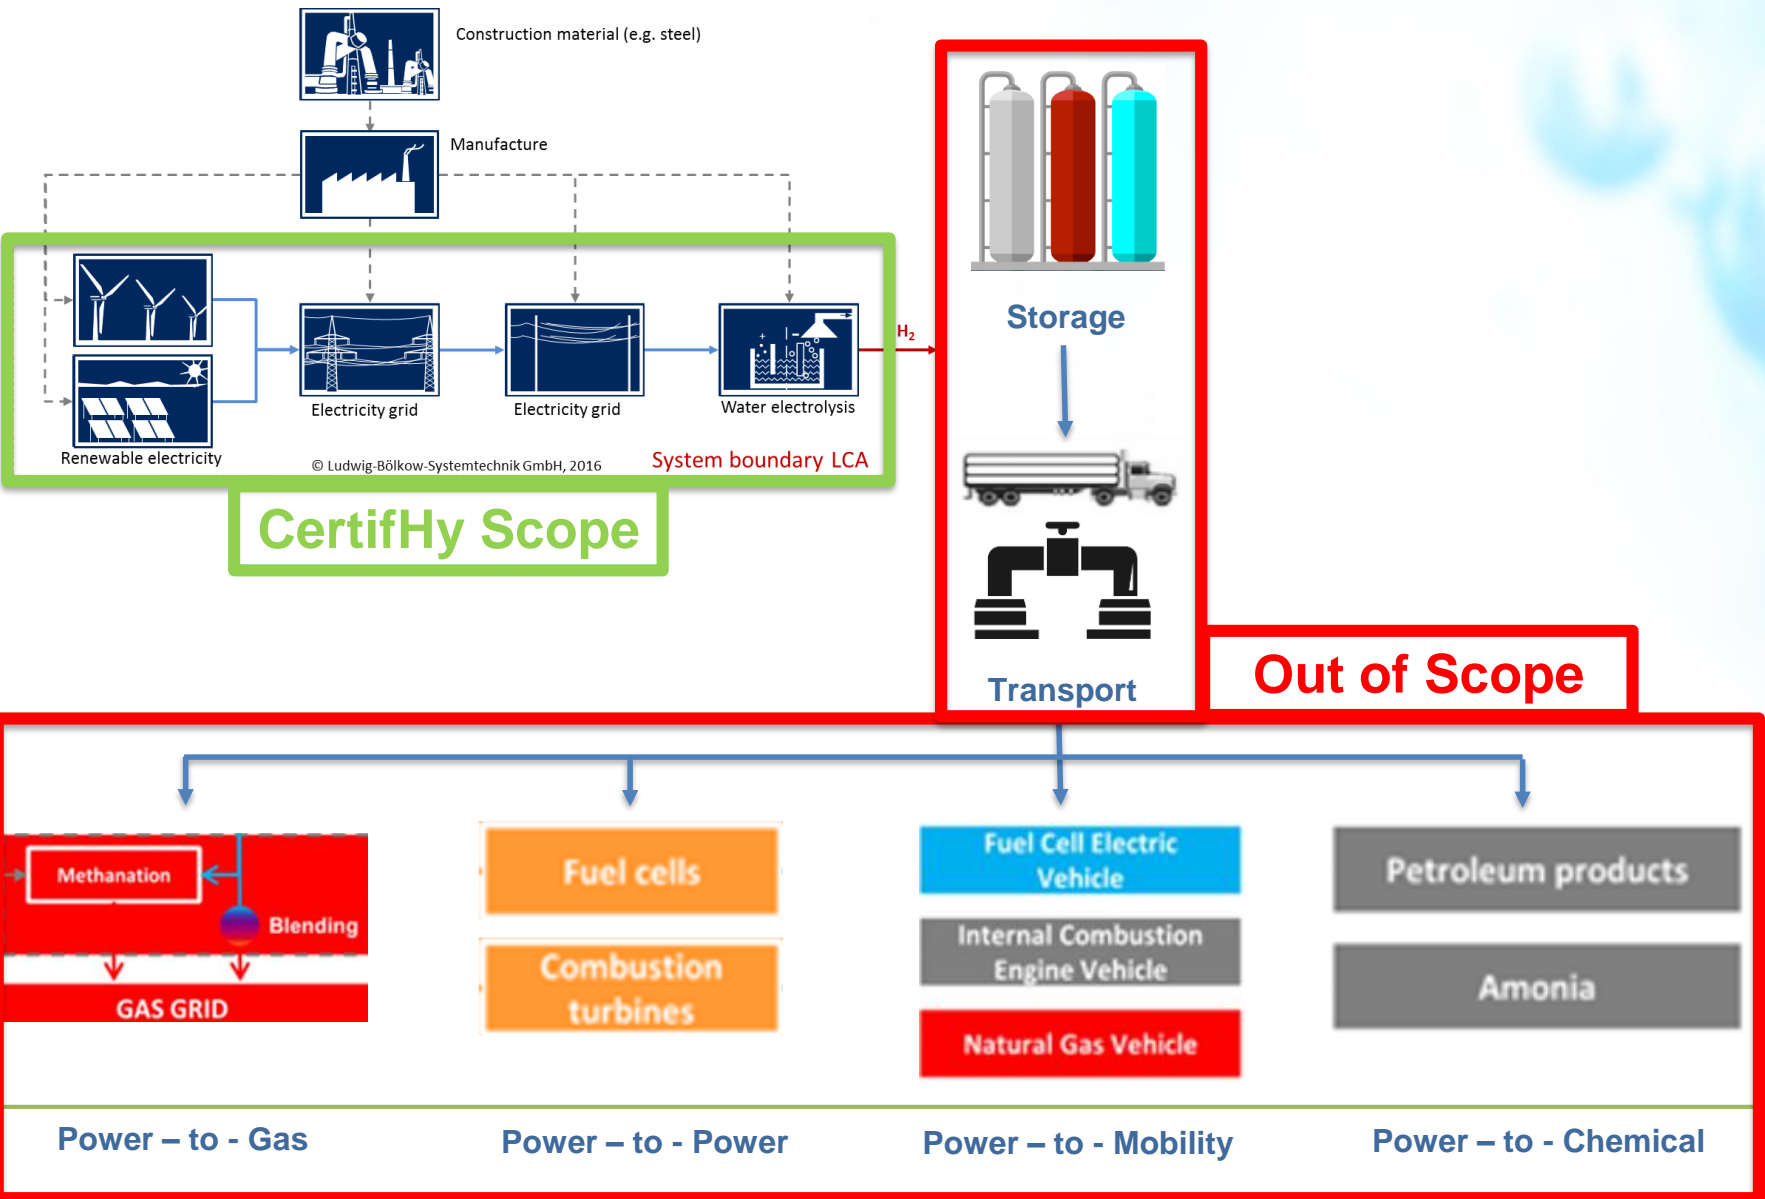 Construction material (e.g. steel)
Manufacture
Renewable electricity
Electricity grid
Electricity grid
Water electrolysis
H₂
© Ludwig-Bölkow-Systemtechnik GmbH, 2016
System boundary LCA
CertifHy Scope
Storage
Transport
Out of Scope
Methanation
Blending
GAS GRID
Fuel cells
Combustion
turbines
Fuel Cell Electric
Vehicle
Internal Combustion
Engine Vehicle
Natural Gas Vehicle
Petroleum products
Amonia
Power – to - Gas
Power – to - Power
Power – to - Mobility
Power – to - Chemical